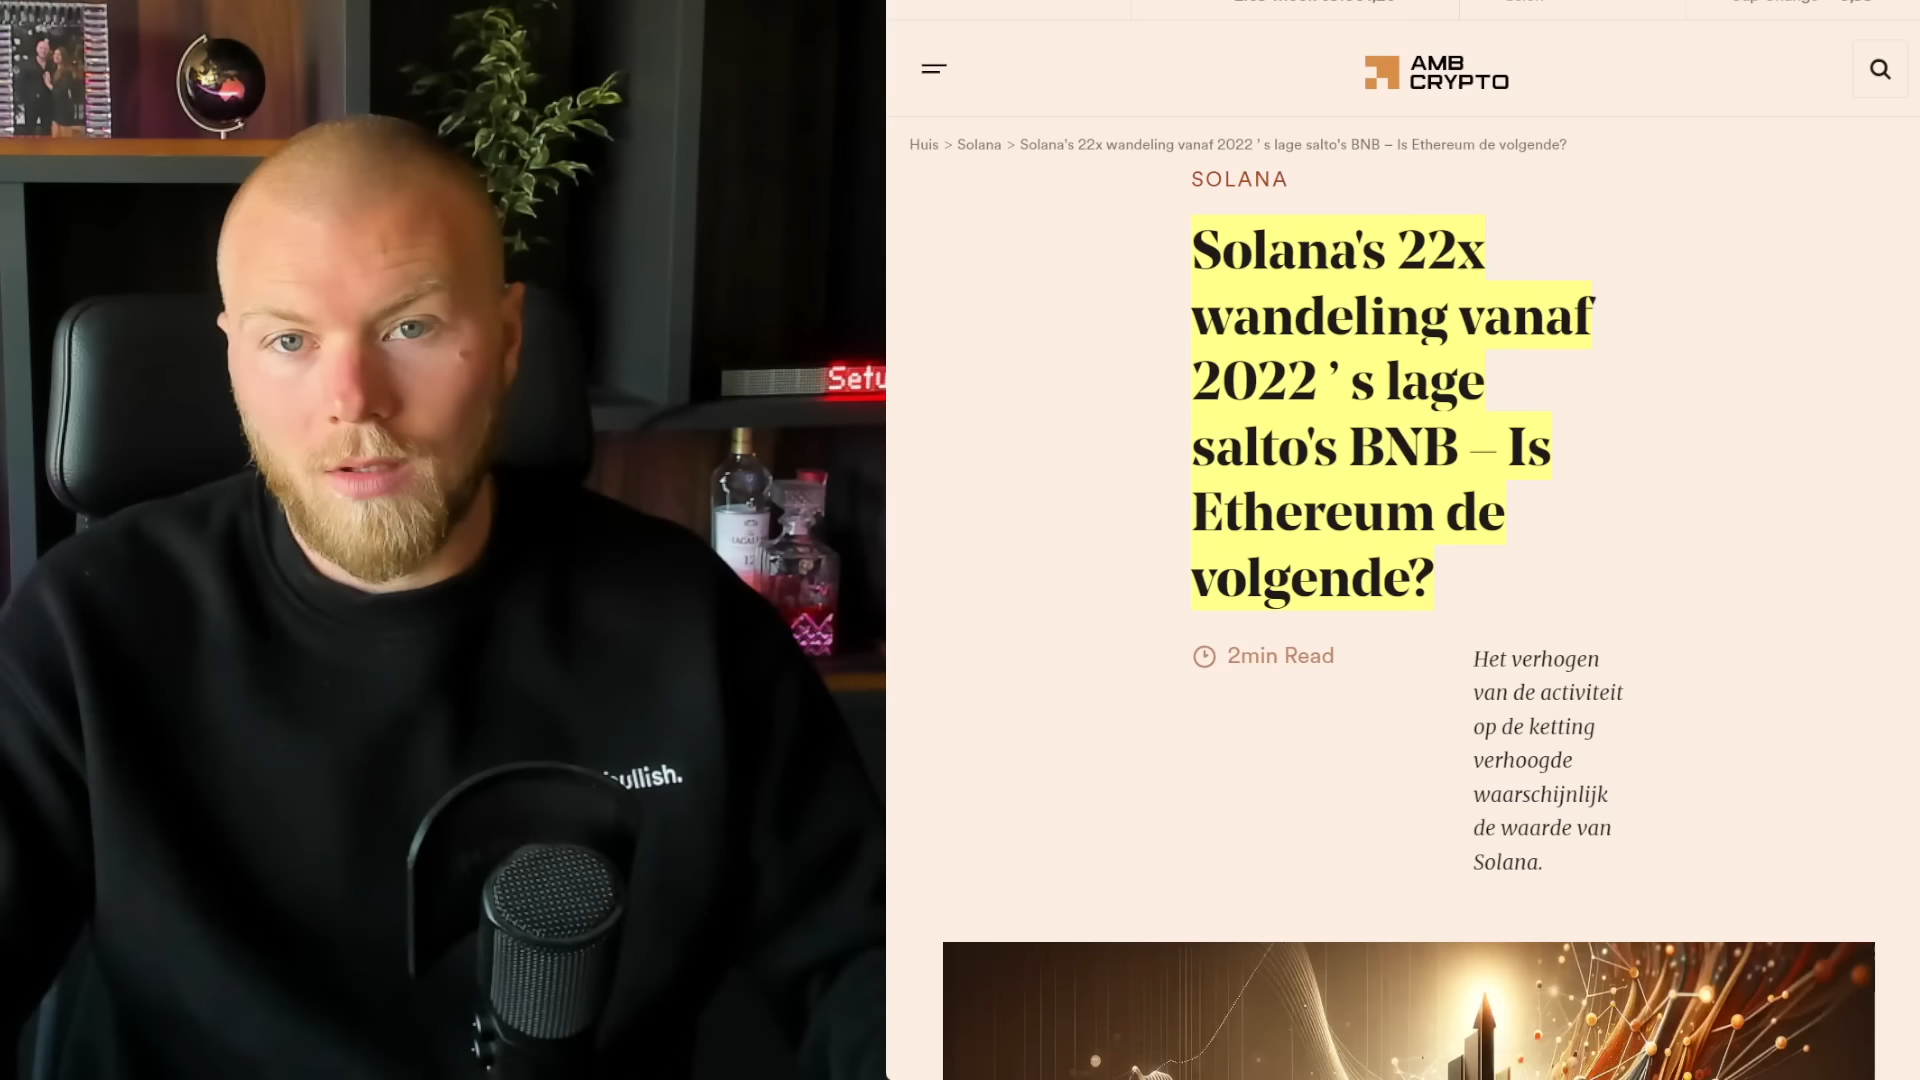 AMB
CRYPTO
Huis > Solana > Solana's 22x wandeling vanaf 2022 ’ s lage salto's BNB – Is Ethereum de volgende?
SOLANA
Solana's 22x
wandeling vanaf
2022 ’ s lage
salto's BNB – Is
Ethereum de
volgende?
2min Read
Het verhogen
van de activiteit
op de ketting
verhoogde
waarschijnlijk
de waarde van
Solana.
Setu
bullish.
12